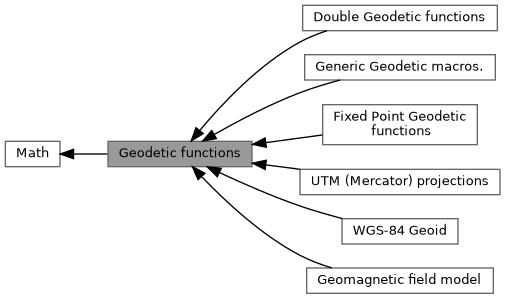 Double Geodetic functions
Generic Geodetic macros.
Fixed Point Geodetic
functions
Math
Geodetic functions
UTM (Mercator) projections
WGS-84 Geoid
Geomagnetic field model